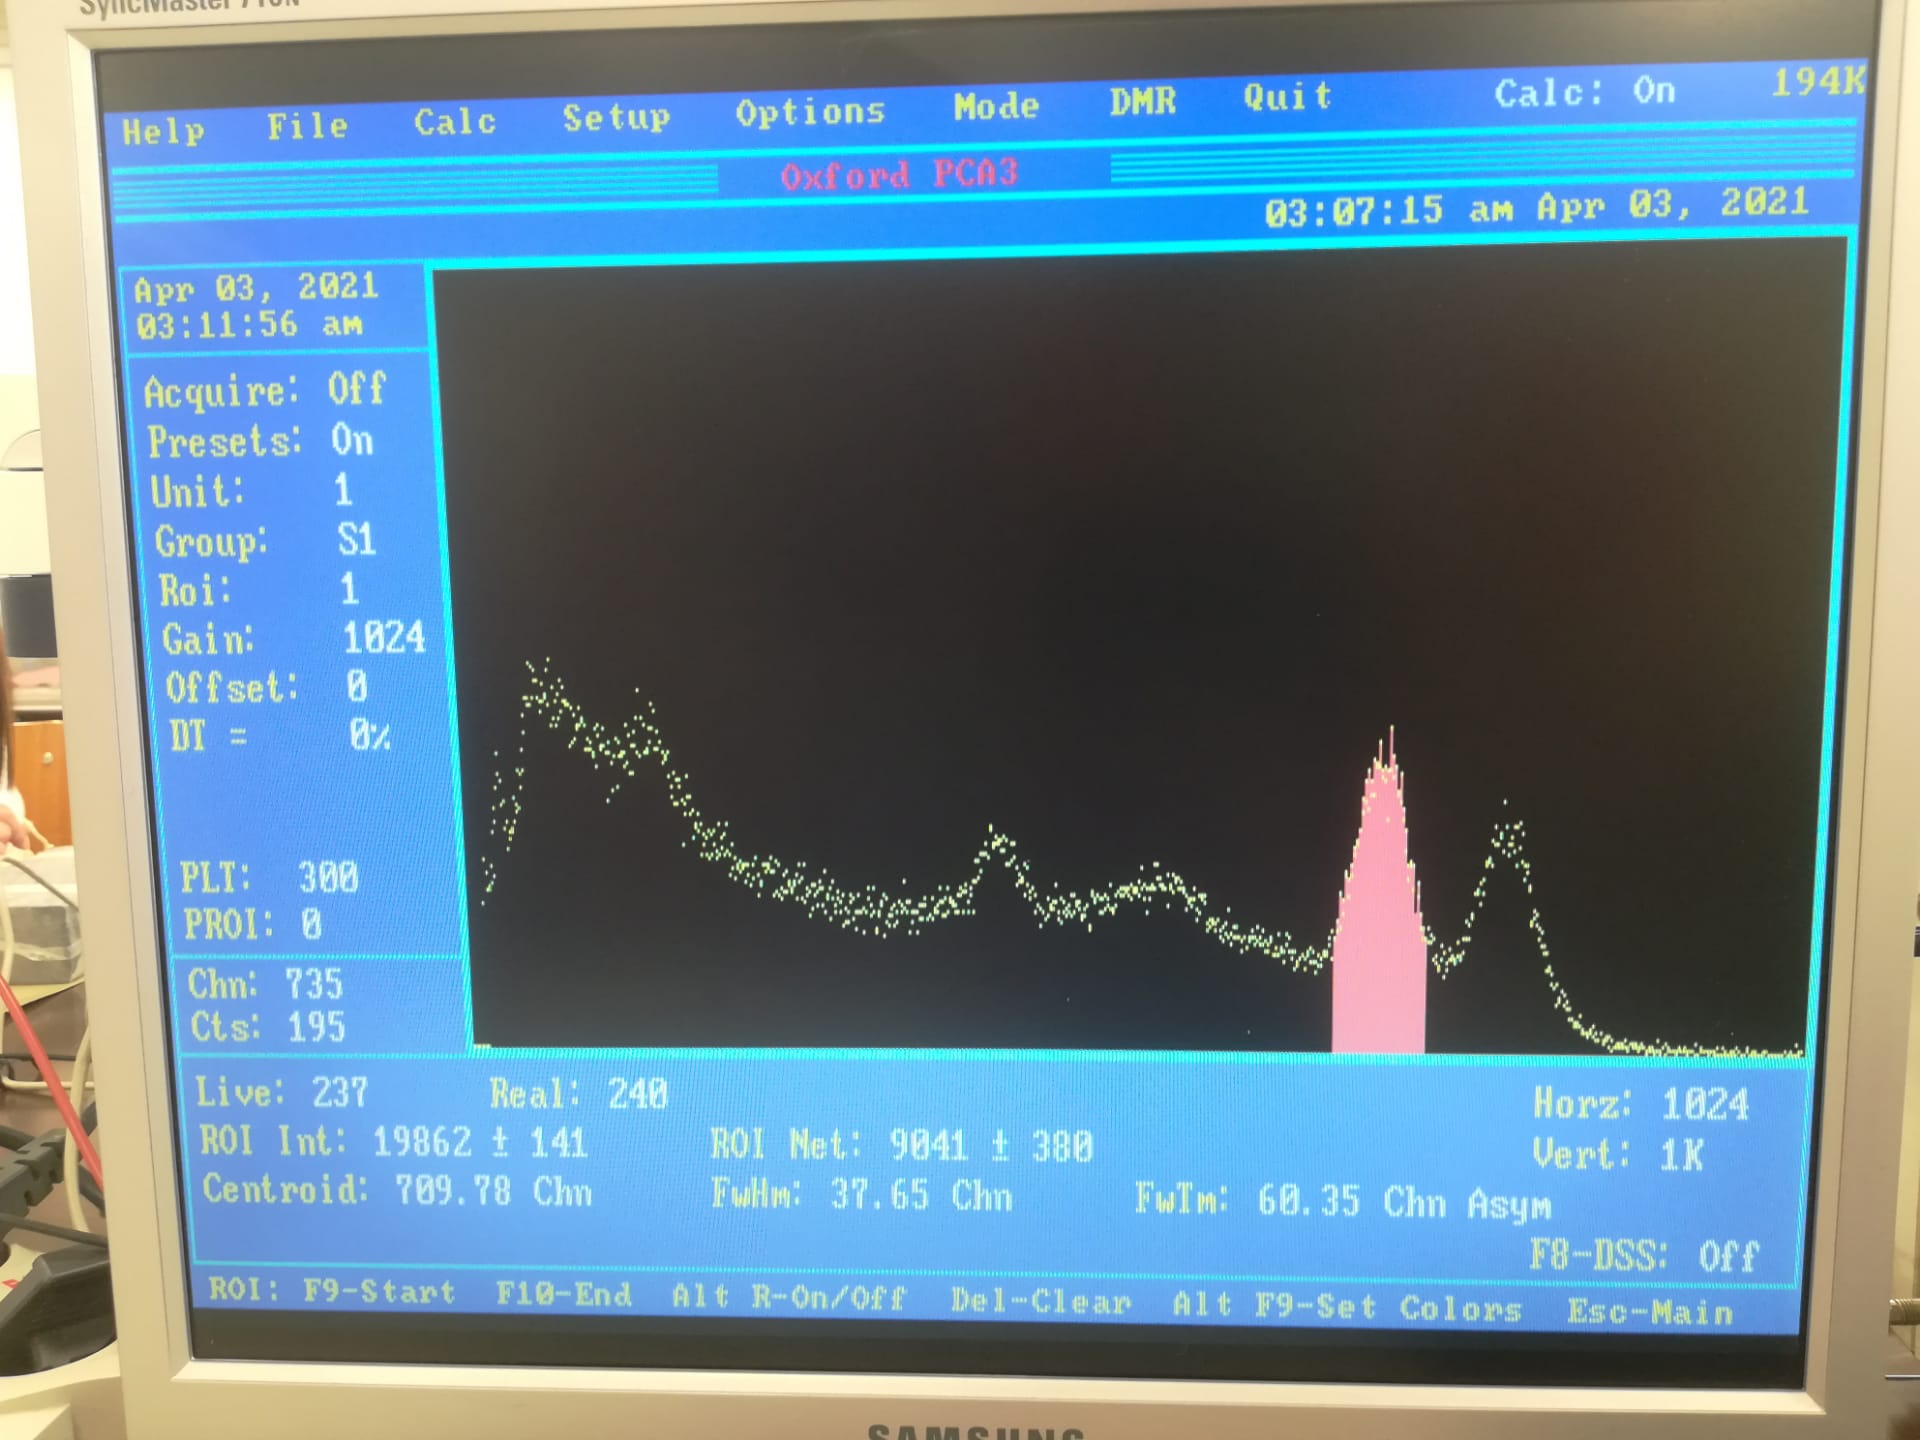 SyncMaster 710N
Help File Calc Setup Options Mode DMR Quit Calc: On 194K
Oxford PCA3
03:07:15 am Apr 03, 2021
Apr 03, 2021
03:11:56 am
Acquire: Off
Presets: On
Unit: 1
Group: S1
Roi: 1
Gain: 1024
Offset: 0
DT = 0%
PLT: 300
PROI: 0
Chn: 735
Cts: 195
Live: 237 Real: 240 Horz: 1024
ROI Int: 19862 ± 141 ROI Net: 9041 ± 380 Vert: 1K
Centroid: 709.78 Chn FwHm: 37.65 Chn FwTm: 60.35 Chn Asym
F8-DSS: Off
ROI: F9-Start F10-End Alt R-On/Off Del-Clear Alt F9-Set Colors Esc-Main
SAMSUNG